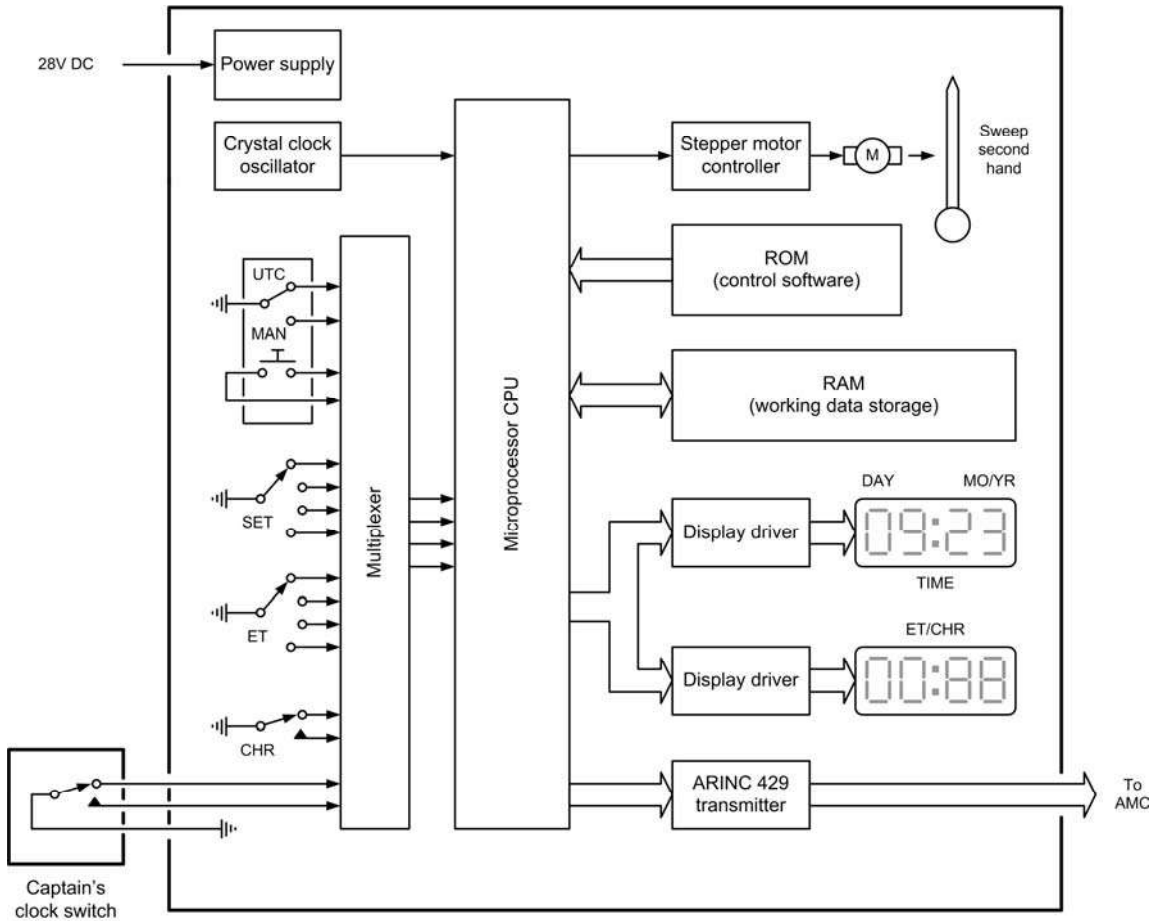 28V DC
Power supply
Crystal clock
oscillator
Stepper motor
controller
M
Sweep
second
hand
UTC
MAN
ROM
(control software)
RAM
(working data storage)
SET
ET
CHR
Multiplexer
Microprocessor CPU
DAY
MO/YR
Display driver
09:23
TIME
ET/CHR
Display driver
00:88
ARINC 429
transmitter
To
AMC
Captain's
clock switch